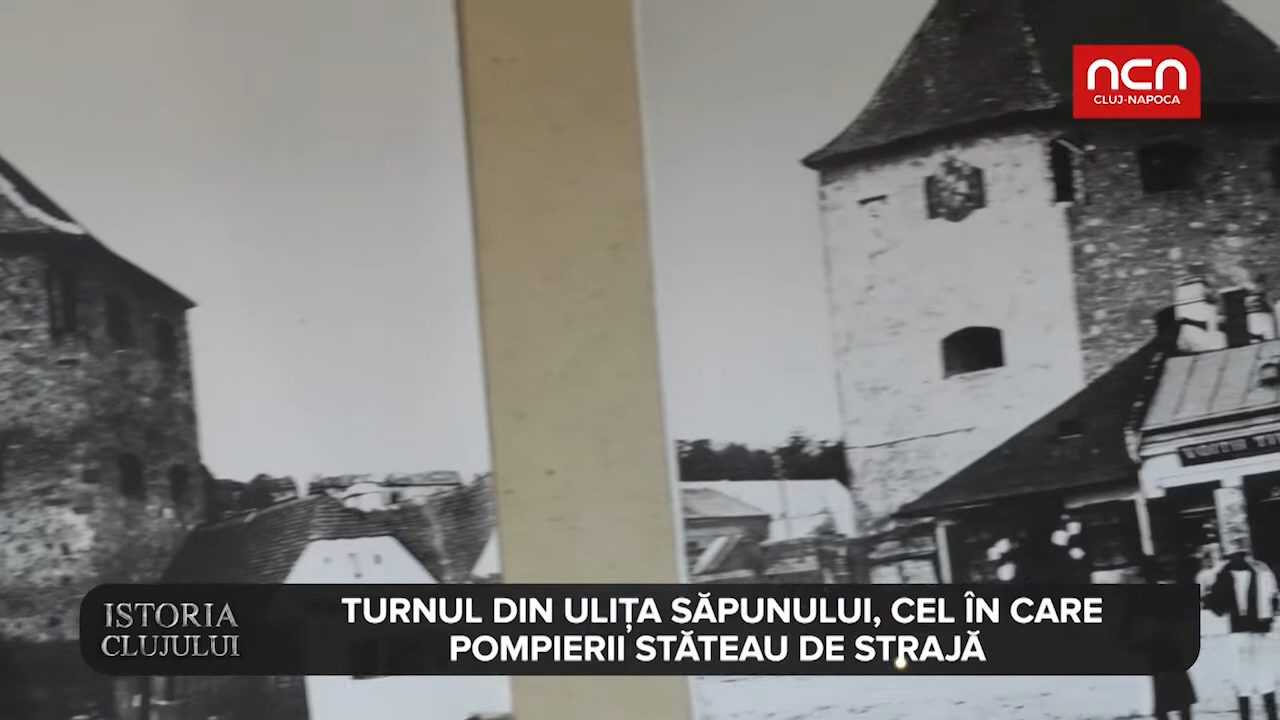 ncn
CLUJ-NAPOCA
ISTORIA
CLUJULUI
TURNUL DIN ULIȚA SĂPUNULUI, CEL ÎN CARE
POMPIERII STĂTEAU DE STRAJĂ